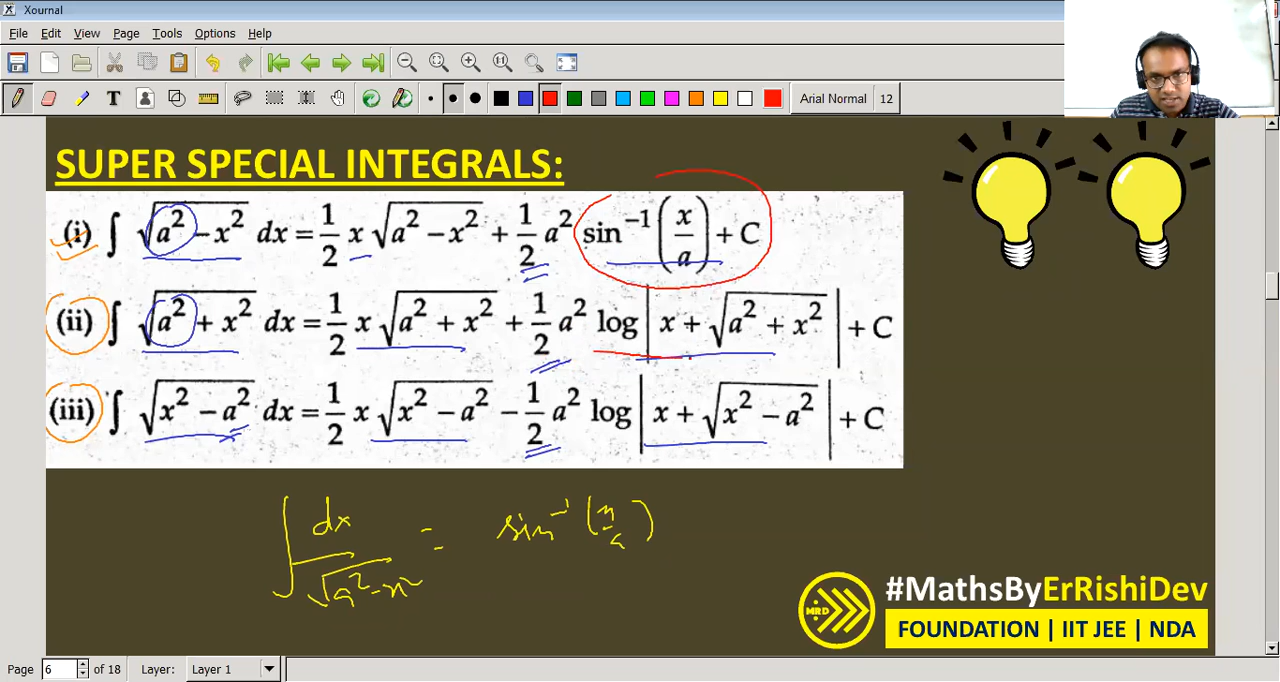 Xournal
File Edit View Page Tools Options Help
Arial Normal 12
SUPER SPECIAL INTEGRALS:
(i) ∫ √(a² − x²) dx = 1/2 x √(a² − x²) + 1/2 a² sin⁻¹ (x/a) + C
(ii) ∫ √(a² + x²) dx = 1/2 x √(a² + x²) + 1/2 a² log | x + √(a² + x²) | + C
(iii) ∫ √(x² − a²) dx = 1/2 x √(x² − a²) − 1/2 a² log | x + √(x² − a²) | + C
∫ dx/√(a² − x²) = sin⁻¹ (x/a)
MRD
#MathsByErRishiDev
FOUNDATION | IIT JEE | NDA
Page 6 of 18 Layer: Layer 1